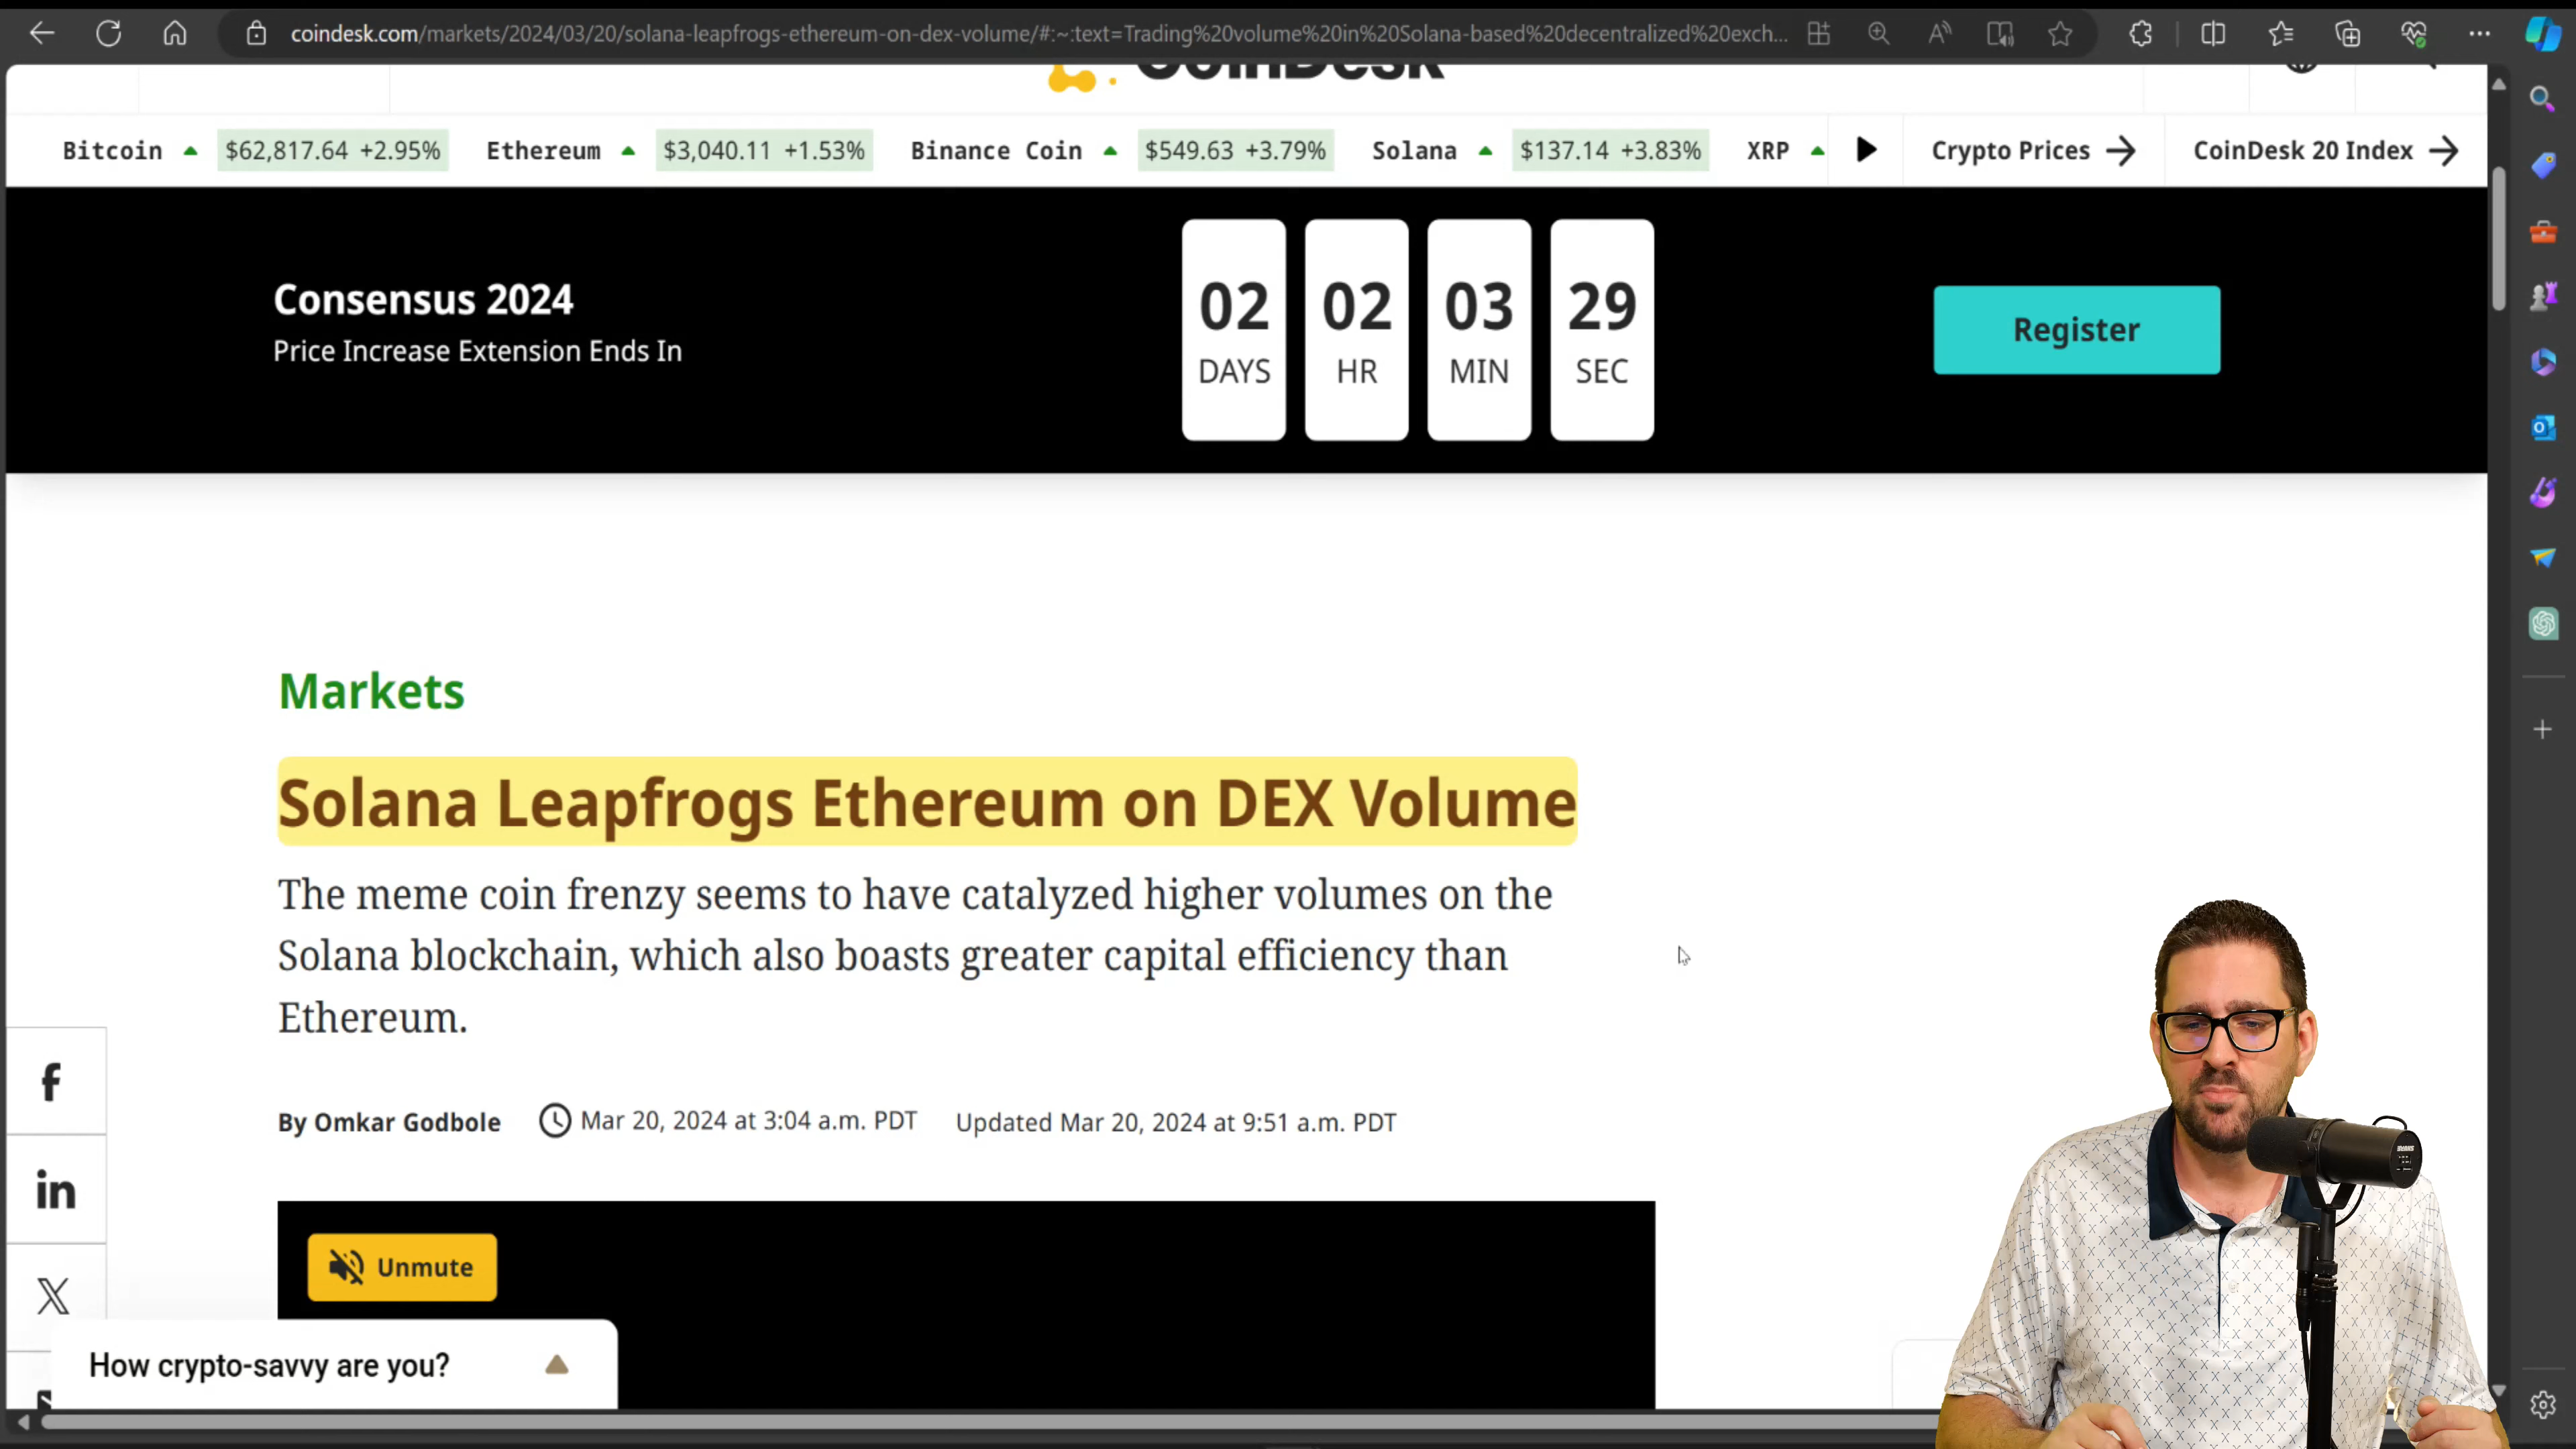 coindesk.com/markets/2024/03/20/solana-leapfrogs-ethereum-on-dex-volume/#:~:text=Trading%20volume%20in%20Solana-based%20decentralized%20exch...
CoinDesk
Bitcoin $62,817.64 +2.95% Ethereum $3,040.11 +1.53% Binance Coin $549.63 +3.79% Solana $137.14 +3.83% XRP Crypto Prices CoinDesk 20 Index
Consensus 2024
Price Increase Extension Ends In
02 02 03 29
DAYS HR MIN SEC
Register
Markets
Solana Leapfrogs Ethereum on DEX Volume
The meme coin frenzy seems to have catalyzed higher volumes on the
Solana blockchain, which also boasts greater capital efficiency than
Ethereum.
By Omkar Godbole Mar 20, 2024 at 3:04 a.m. PDT Updated Mar 20, 2024 at 9:51 a.m. PDT
Unmute
How crypto-savvy are you?